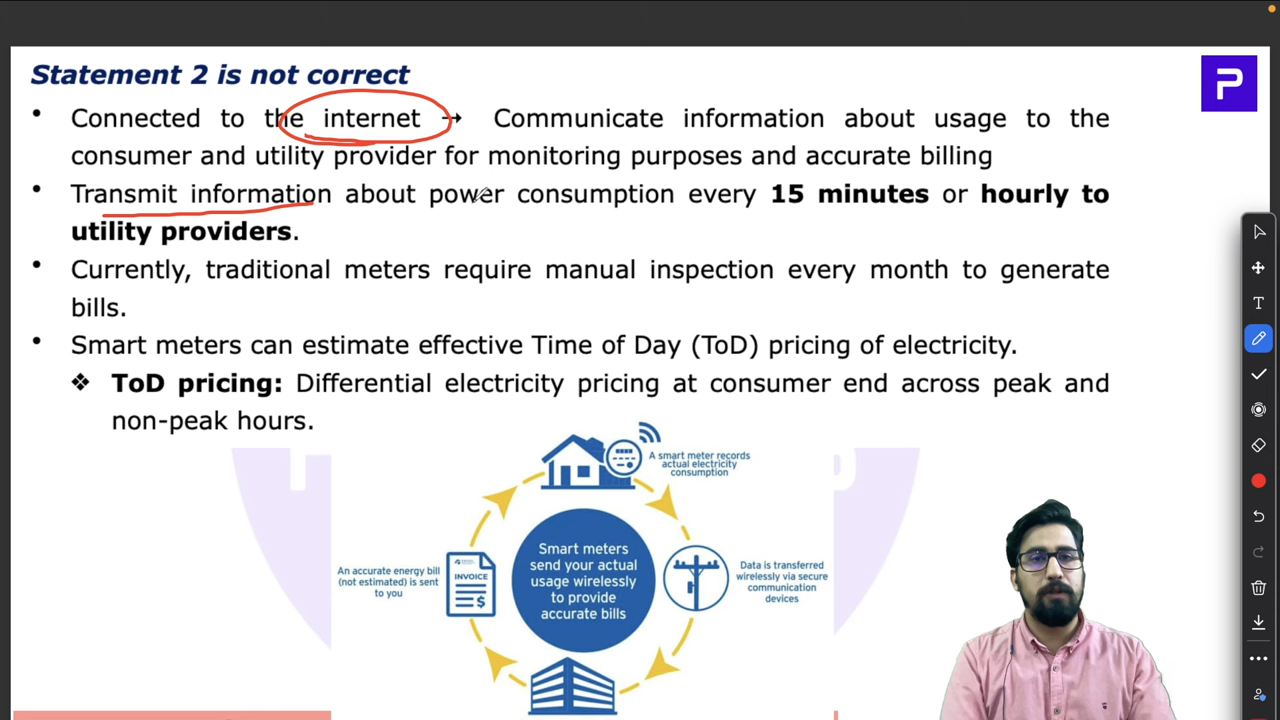 Statement 2 is not correct
• Connected to the internet → Communicate information about usage to the
consumer and utility provider for monitoring purposes and accurate billing
• Transmit information about power consumption every 15 minutes or hourly to
utility providers.
• Currently, traditional meters require manual inspection every month to generate
bills.
• Smart meters can estimate effective Time of Day (ToD) pricing of electricity.
❖ ToD pricing: Differential electricity pricing at consumer end across peak and
non-peak hours.
A smart meter records
actual electricity
consumption
An accurate energy bill
(not estimated) is sent
to you
INVOICE
$
Smart meters
send your actual
usage wirelessly
to provide
accurate bills
Data is transferred
wirelessly via secure
communication
devices
P
T